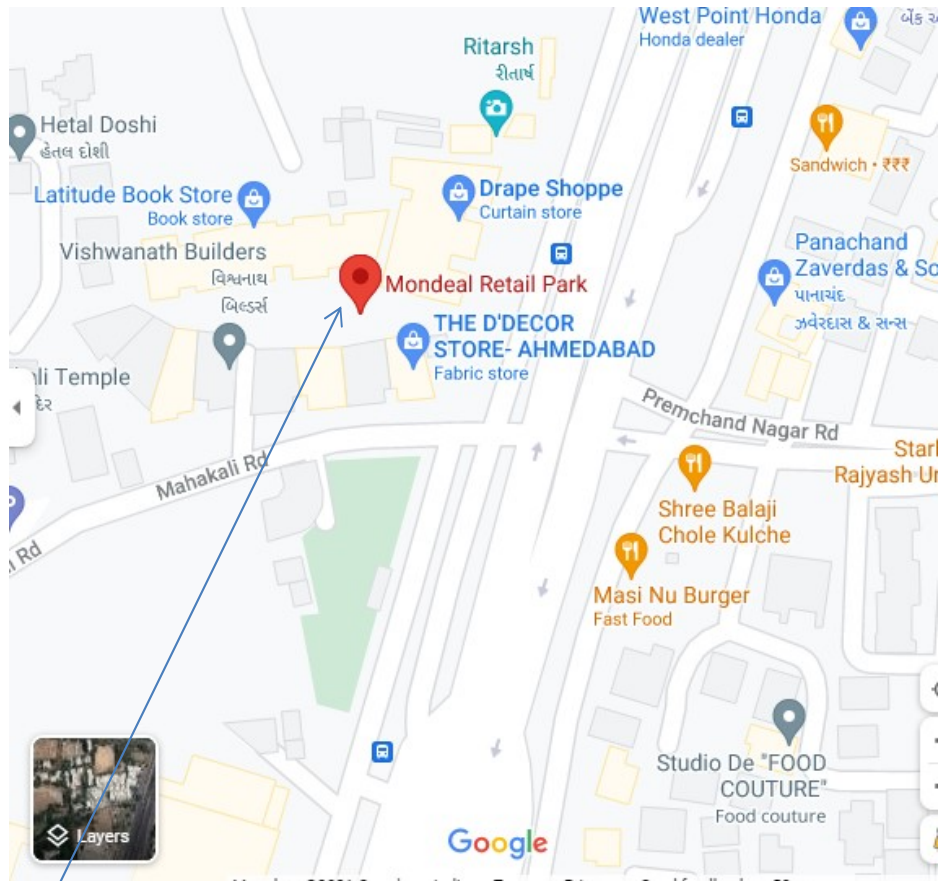 West Point Honda
Honda dealer
Ritarsh
રીતાર્ષ
Hetal Doshi
હેતલ દોશી
Sandwich · ₹₹₹
Latitude Book Store
Book store
Drape Shoppe
Curtain store
Vishwanath Builders
વિશ્વનાથ
બિલ્ડર્સ
Panachand
Zaverdas & So
પાનાચંદ
ઝવેરદાસ & સન્સ
Mondeal Retail Park
THE D'DECOR
STORE- AHMEDABAD
Fabric store
li Temple
Premchand Nagar Rd
Mahakali Rd
Rajyash Ur
Shree Balaji
Chole Kulche
Rd
Masi Nu Burger
Fast Food
Studio De "FOOD
COUTURE"
Food couture
Layers
Google